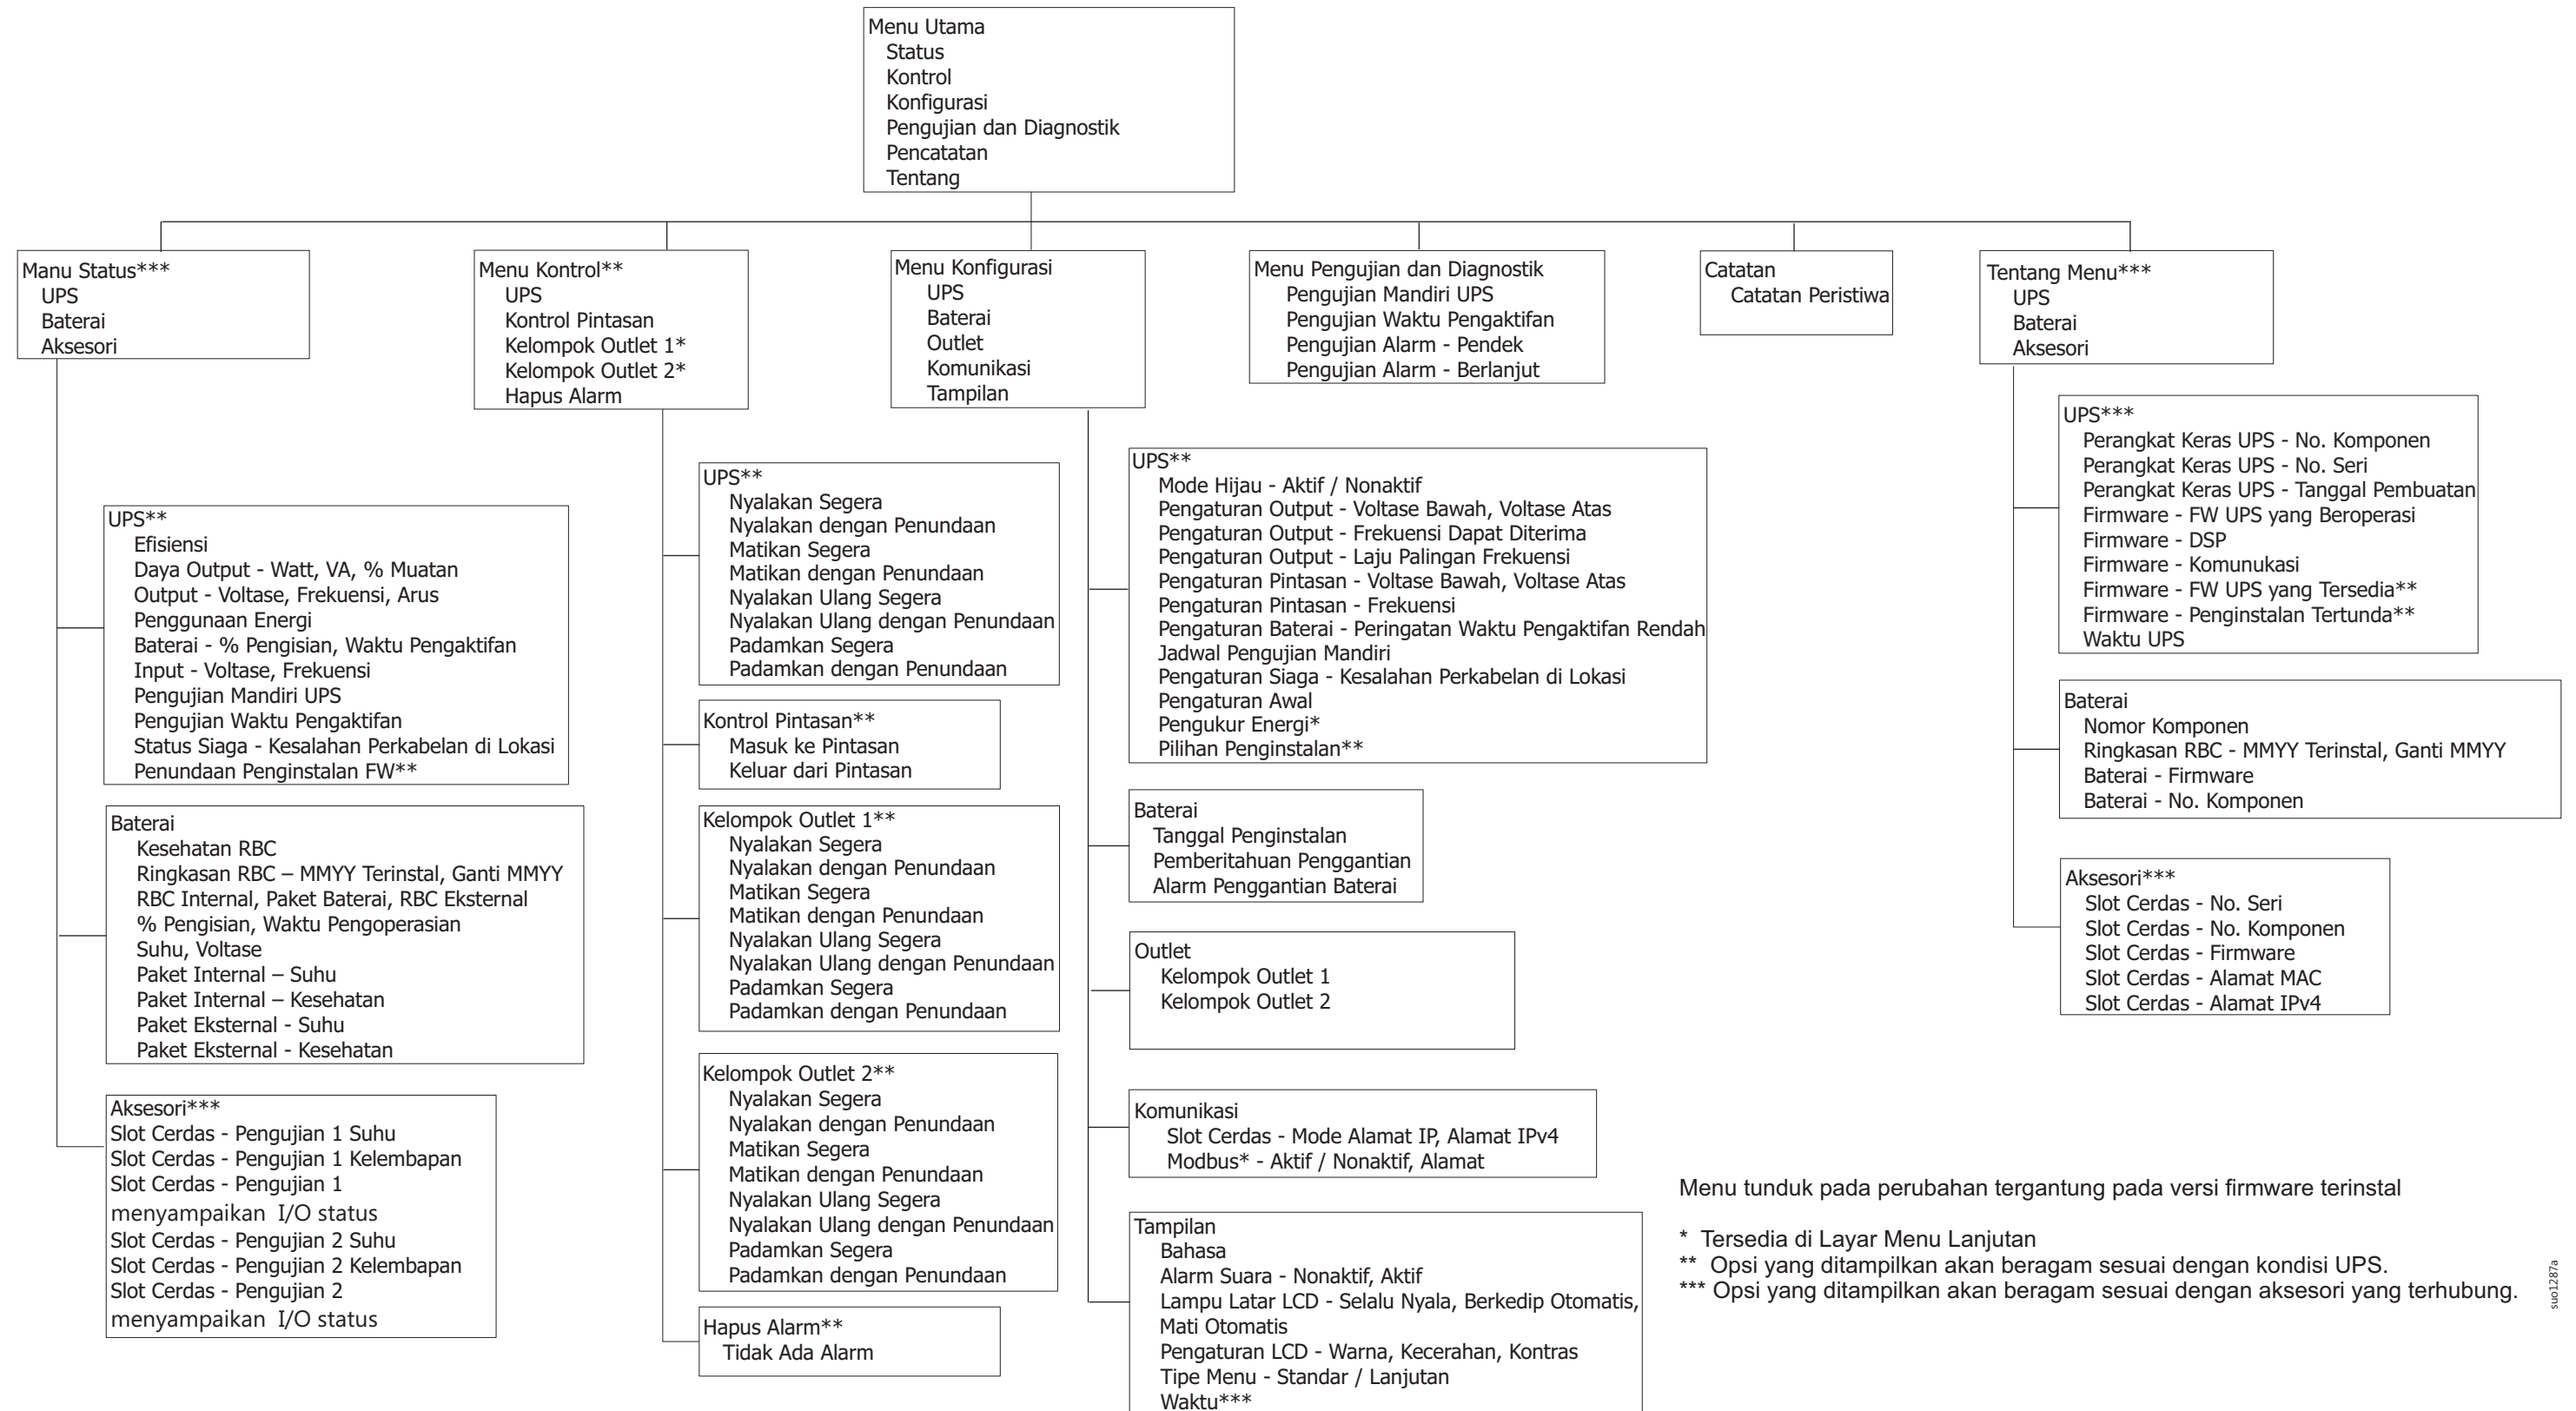 Menu Utama
Status
Kontrol
Konfigurasi
Pengujian dan Diagnostik
Pencatatan
Tentang
Manu Status***
UPS
Baterai
Aksesori
Menu Kontrol**
UPS
Kontrol Pintasan
Kelompok Outlet 1*
Kelompok Outlet 2*
Hapus Alarm
Menu Konfigurasi
UPS
Baterai
Outlet
Komunikasi
Tampilan
Menu Pengujian dan Diagnostik
Pengujian Mandiri UPS
Pengujian Waktu Pengaktifan
Pengujian Alarm - Pendek
Pengujian Alarm - Berlanjut
Catatan
Catatan Peristiwa
Tentang Menu***
UPS
Baterai
Aksesori
UPS**
Efisiensi
Daya Output - Watt, VA, % Muatan
Output - Voltase, Frekuensi, Arus
Penggunaan Energi
Baterai - % Pengisian, Waktu Pengaktifan
Input - Voltase, Frekuensi
Pengujian Mandiri UPS
Pengujian Waktu Pengaktifan
Status Siaga - Kesalahan Perkabelan di Lokasi
Penundaan Penginstalan FW**
Baterai
Kesehatan RBC
Ringkasan RBC – MMYY Terinstal, Ganti MMYY
RBC Internal, Paket Baterai, RBC Eksternal
% Pengisian, Waktu Pengoperasian
Suhu, Voltase
Paket Internal – Suhu
Paket Internal – Kesehatan
Paket Eksternal - Suhu
Paket Eksternal - Kesehatan
Aksesori***
Slot Cerdas - Pengujian 1 Suhu
Slot Cerdas - Pengujian 1 Kelembapan
Slot Cerdas - Pengujian 1
menyampaikan I/O status
Slot Cerdas - Pengujian 2 Suhu
Slot Cerdas - Pengujian 2 Kelembapan
Slot Cerdas - Pengujian 2
menyampaikan I/O status
UPS**
Nyalakan Segera
Nyalakan dengan Penundaan
Matikan Segera
Matikan dengan Penundaan
Nyalakan Ulang Segera
Nyalakan Ulang dengan Penundaan
Padamkan Segera
Padamkan dengan Penundaan
Kontrol Pintasan**
Masuk ke Pintasan
Keluar dari Pintasan
Kelompok Outlet 1**
Nyalakan Segera
Nyalakan dengan Penundaan
Matikan Segera
Matikan dengan Penundaan
Nyalakan Ulang Segera
Nyalakan Ulang dengan Penundaan
Padamkan Segera
Padamkan dengan Penundaan
Kelompok Outlet 2**
Nyalakan Segera
Nyalakan dengan Penundaan
Matikan Segera
Matikan dengan Penundaan
Nyalakan Ulang Segera
Nyalakan Ulang dengan Penundaan
Padamkan Segera
Padamkan dengan Penundaan
Hapus Alarm**
Tidak Ada Alarm
UPS**
Mode Hijau - Aktif / Nonaktif
Pengaturan Output - Voltase Bawah, Voltase Atas
Pengaturan Output - Frekuensi Dapat Diterima
Pengaturan Output - Laju Palingan Frekuensi
Pengaturan Pintasan - Voltase Bawah, Voltase Atas
Pengaturan Pintasan - Frekuensi
Pengaturan Baterai - Peringatan Waktu Pengaktifan Rendah
Jadwal Pengujian Mandiri
Pengaturan Siaga - Kesalahan Perkabelan di Lokasi
Pengaturan Awal
Pengukur Energi*
Pilihan Penginstalan**
Baterai
Tanggal Penginstalan
Pemberitahuan Penggantian
Alarm Penggantian Baterai
Outlet
Kelompok Outlet 1
Kelompok Outlet 2
Komunikasi
Slot Cerdas - Mode Alamat IP, Alamat IPv4
Modbus* - Aktif / Nonaktif, Alamat
Tampilan
Bahasa
Alarm Suara - Nonaktif, Aktif
Lampu Latar LCD - Selalu Nyala, Berkedip Otomatis,
Mati Otomatis
Pengaturan LCD - Warna, Kecerahan, Kontras
Tipe Menu - Standar / Lanjutan
Waktu***
UPS***
Perangkat Keras UPS - No. Komponen
Perangkat Keras UPS - No. Seri
Perangkat Keras UPS - Tanggal Pembuatan
Firmware - FW UPS yang Beroperasi
Firmware - DSP
Firmware - Komunukasi
Firmware - FW UPS yang Tersedia**
Firmware - Penginstalan Tertunda**
Waktu UPS
Baterai
Nomor Komponen
Ringkasan RBC - MMYY Terinstal, Ganti MMYY
Baterai - Firmware
Baterai - No. Komponen
Aksesori***
Slot Cerdas - No. Seri
Slot Cerdas - No. Komponen
Slot Cerdas - Firmware
Slot Cerdas - Alamat MAC
Slot Cerdas - Alamat IPv4
Menu tunduk pada perubahan tergantung pada versi firmware terinstal
* Tersedia di Layar Menu Lanjutan
** Opsi yang ditampilkan akan beragam sesuai dengan kondisi UPS.
*** Opsi yang ditampilkan akan beragam sesuai dengan aksesori yang terhubung.
suo1287a